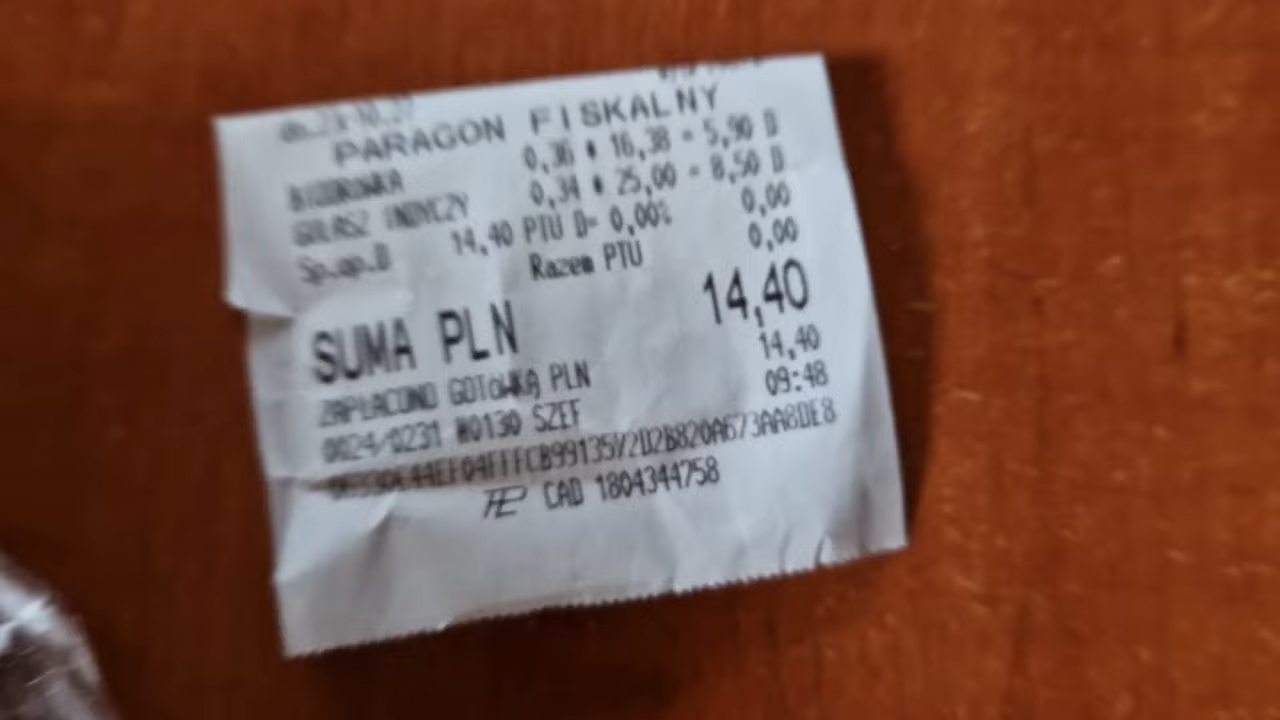 PARAGON FISKALNY
0,36 * 16,38 = 5,90 D
GULASZ INDYCZY 0,34 * 25,00 = 8,50 D
Sp.op.D 14,40 PTU D= 0,00% 0,00
Razem PTU 0,00
SUMA PLN 14,40
ZAPŁACONO GOTÓWKĄ PLN 14,40
0024/0231 #0130 SZEF 09:48
CAD 1804344758